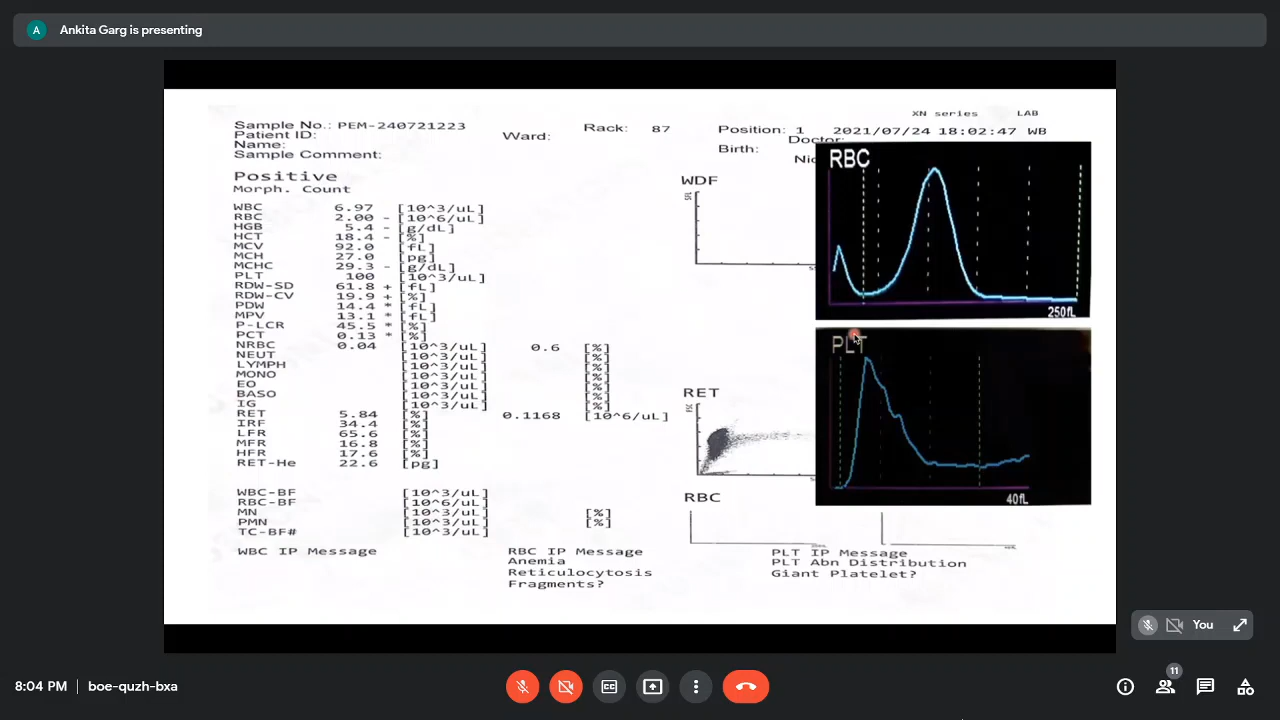 A Ankita Garg is presenting
XN series LAB
Sample No.: PEM-240721223 Rack: 87 Position: 1 2021/07/24 18:02:47 WB
Patient ID: Ward: Doctor:
Name: Birth: Nic
Sample Comment:
Positive
Morph. Count
WDF
RBC
250fL
WBC 6.97 [10^3/uL]
RBC 2.00 - [10^6/uL]
HGB 5.4 - [g/dL]
HCT 18.4 - [%]
MCV 92.0 [fL]
MCH 27.0 [pg]
MCHC 29.3 - [g/dL]
PLT 100 [10^3/uL]
RDW-SD 61.8 + [fL]
RDW-CV 19.9 + [%]
PDW 14.4 * [fL]
MPV 13.1 * [fL]
P-LCR 45.5 * [%]
PCT 0.13 * [%]
NRBC 0.04 [10^3/uL] 0.6 [%]
NEUT [10^3/uL] [%]
LYMPH [10^3/uL] [%]
MONO [10^3/uL] [%]
EO [10^3/uL] [%]
BASO [10^3/uL] [%]
IG [10^3/uL] [%]
RET 5.84 [%] 0.1168 [10^6/uL]
IRF 34.4 [%]
LFR 65.6 [%]
MFR 16.8 [%]
HFR 17.6 [%]
RET-He 22.6 [pg]
PLT
40fL
RET
RBC
WBC-BF [10^3/uL]
RBC-BF [10^6/uL]
MN [10^3/uL] [%]
PMN [10^3/uL] [%]
TC-BF# [10^3/uL]
WBC IP Message
RBC IP Message
Anemia
Reticulocytosis
Fragments?
PLT IP Message
PLT Abn Distribution
Giant Platelet?
You
8:04 PM | boe-quzh-bxa
11